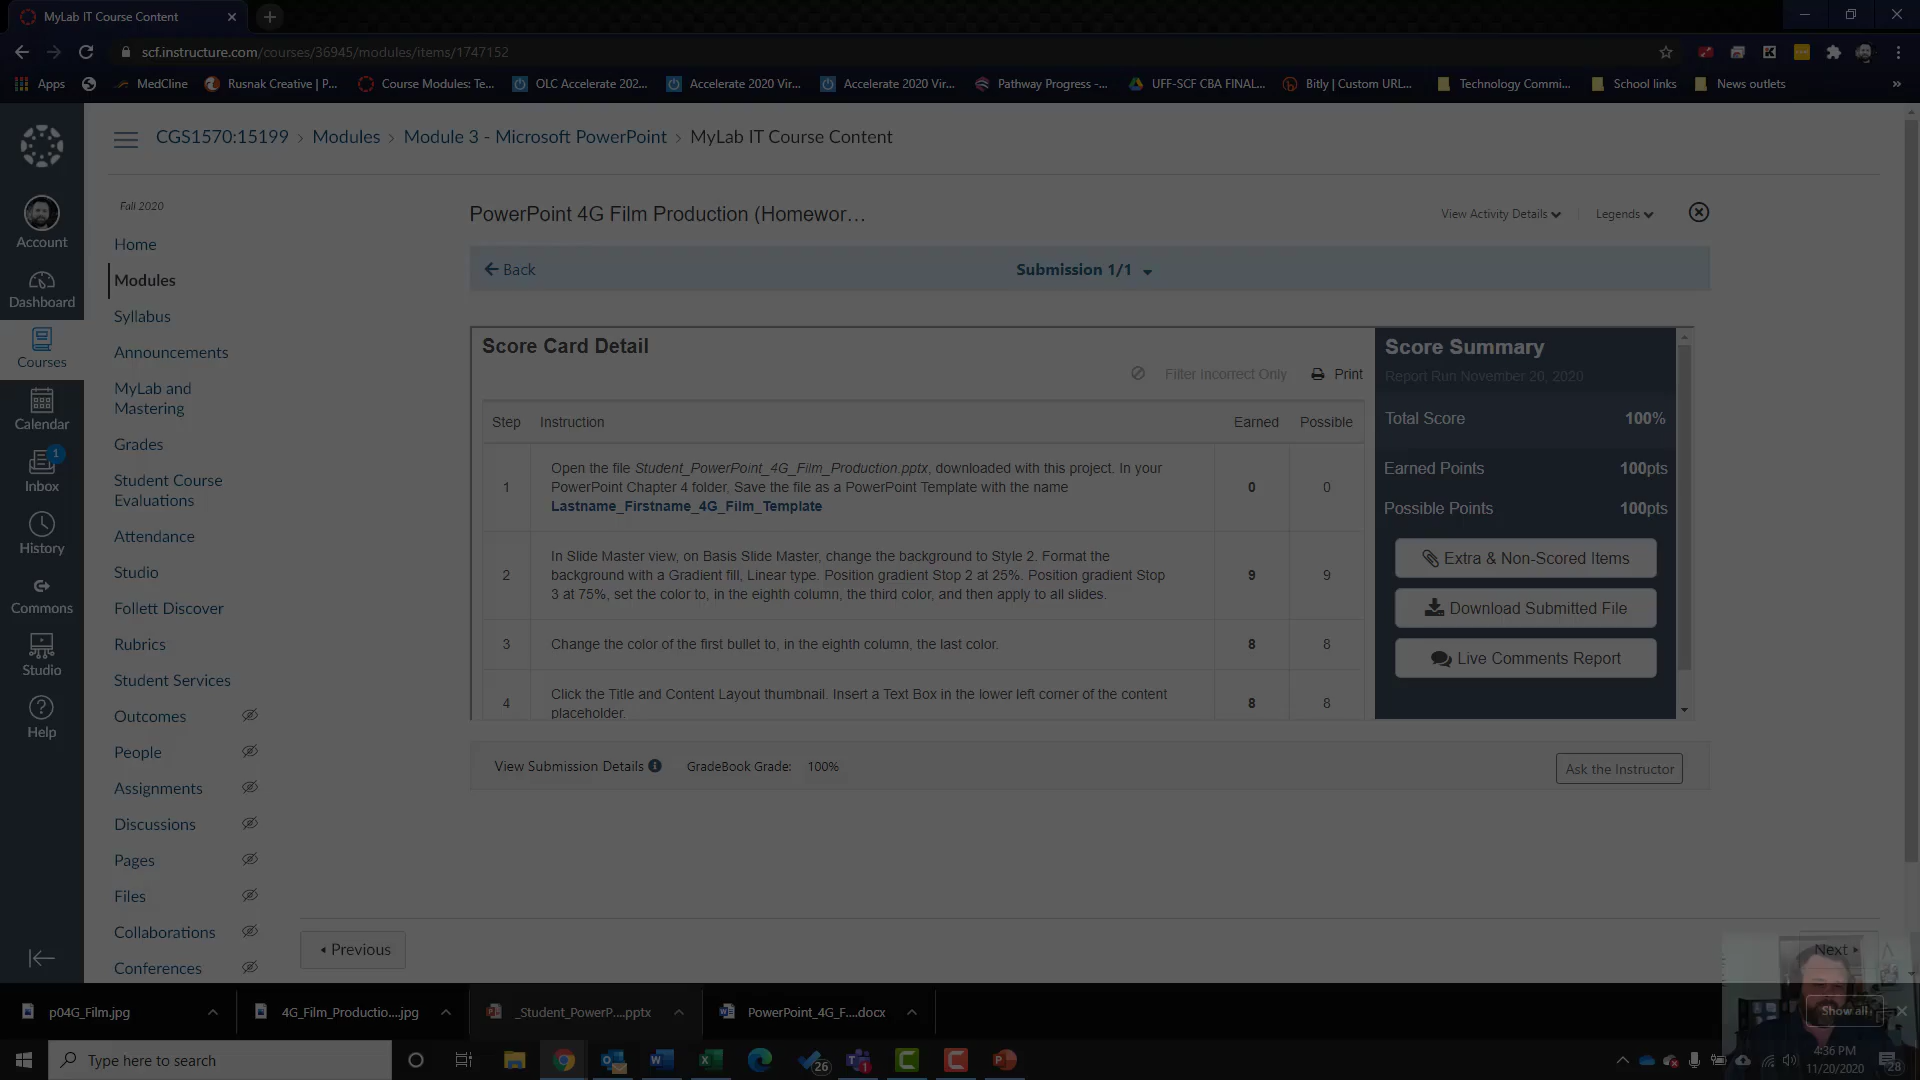 MyLab IT Course Content
scf.instructure.com/courses/36945/modules/items/1747152
Apps
MedCline
Rusnak Creative | P...
Course Modules: Te...
OLC Accelerate 202...
Accelerate 2020 Vir...
Accelerate 2020 Vir...
Pathway Progress -...
UFF-SCF CBA FINAL...
Bitly | Custom URL...
Technology Commi...
School links
News outlets
»
CGS1570:15199 › Modules › Module 3 - Microsoft PowerPoint › MyLab IT Course Content
Account
Dashboard
Courses
Calendar
1
Inbox
History
Commons
Studio
Help
Fall 2020
Home
Modules
Syllabus
Announcements
MyLab and
Mastering
Grades
Student Course
Evaluations
Attendance
Studio
Follett Discover
Rubrics
Student Services
Outcomes
People
Assignments
Discussions
Pages
Files
Collaborations
Conferences
PowerPoint 4G Film Production (Homewor...
View Activity Details
Legends
Back
Submission 1/1
Score Card Detail
Filter Incorrect Only
Print
Step Instruction Earned Possible
1 Open the file Student_PowerPoint_4G_Film_Production.pptx, downloaded with this project. In your
PowerPoint Chapter 4 folder, Save the file as a PowerPoint Template with the name
Lastname_Firstname_4G_Film_Template
0 0
2 In Slide Master view, on Basis Slide Master, change the background to Style 2. Format the
background with a Gradient fill, Linear type. Position gradient Stop 2 at 25%. Position gradient Stop
3 at 75%, set the color to, in the eighth column, the third color, and then apply to all slides.
9 9
3 Change the color of the first bullet to, in the eighth column, the last color. 8 8
4 Click the Title and Content Layout thumbnail. Insert a Text Box in the lower left corner of the content
placeholder.
8 8
Score Summary
Report Run November 20, 2020
Total Score 100%
Earned Points 100pts
Possible Points 100pts
Extra & Non-Scored Items
Download Submitted File
Live Comments Report
View Submission Details
GradeBook Grade: 100%
Ask the Instructor
Previous
Next
p04G_Film.jpg
4G_Film_Productio....jpg
_Student_PowerP....pptx
PowerPoint_4G_F....docx
Show all
Type here to search
26
1
4:36 PM
11/20/2020
28